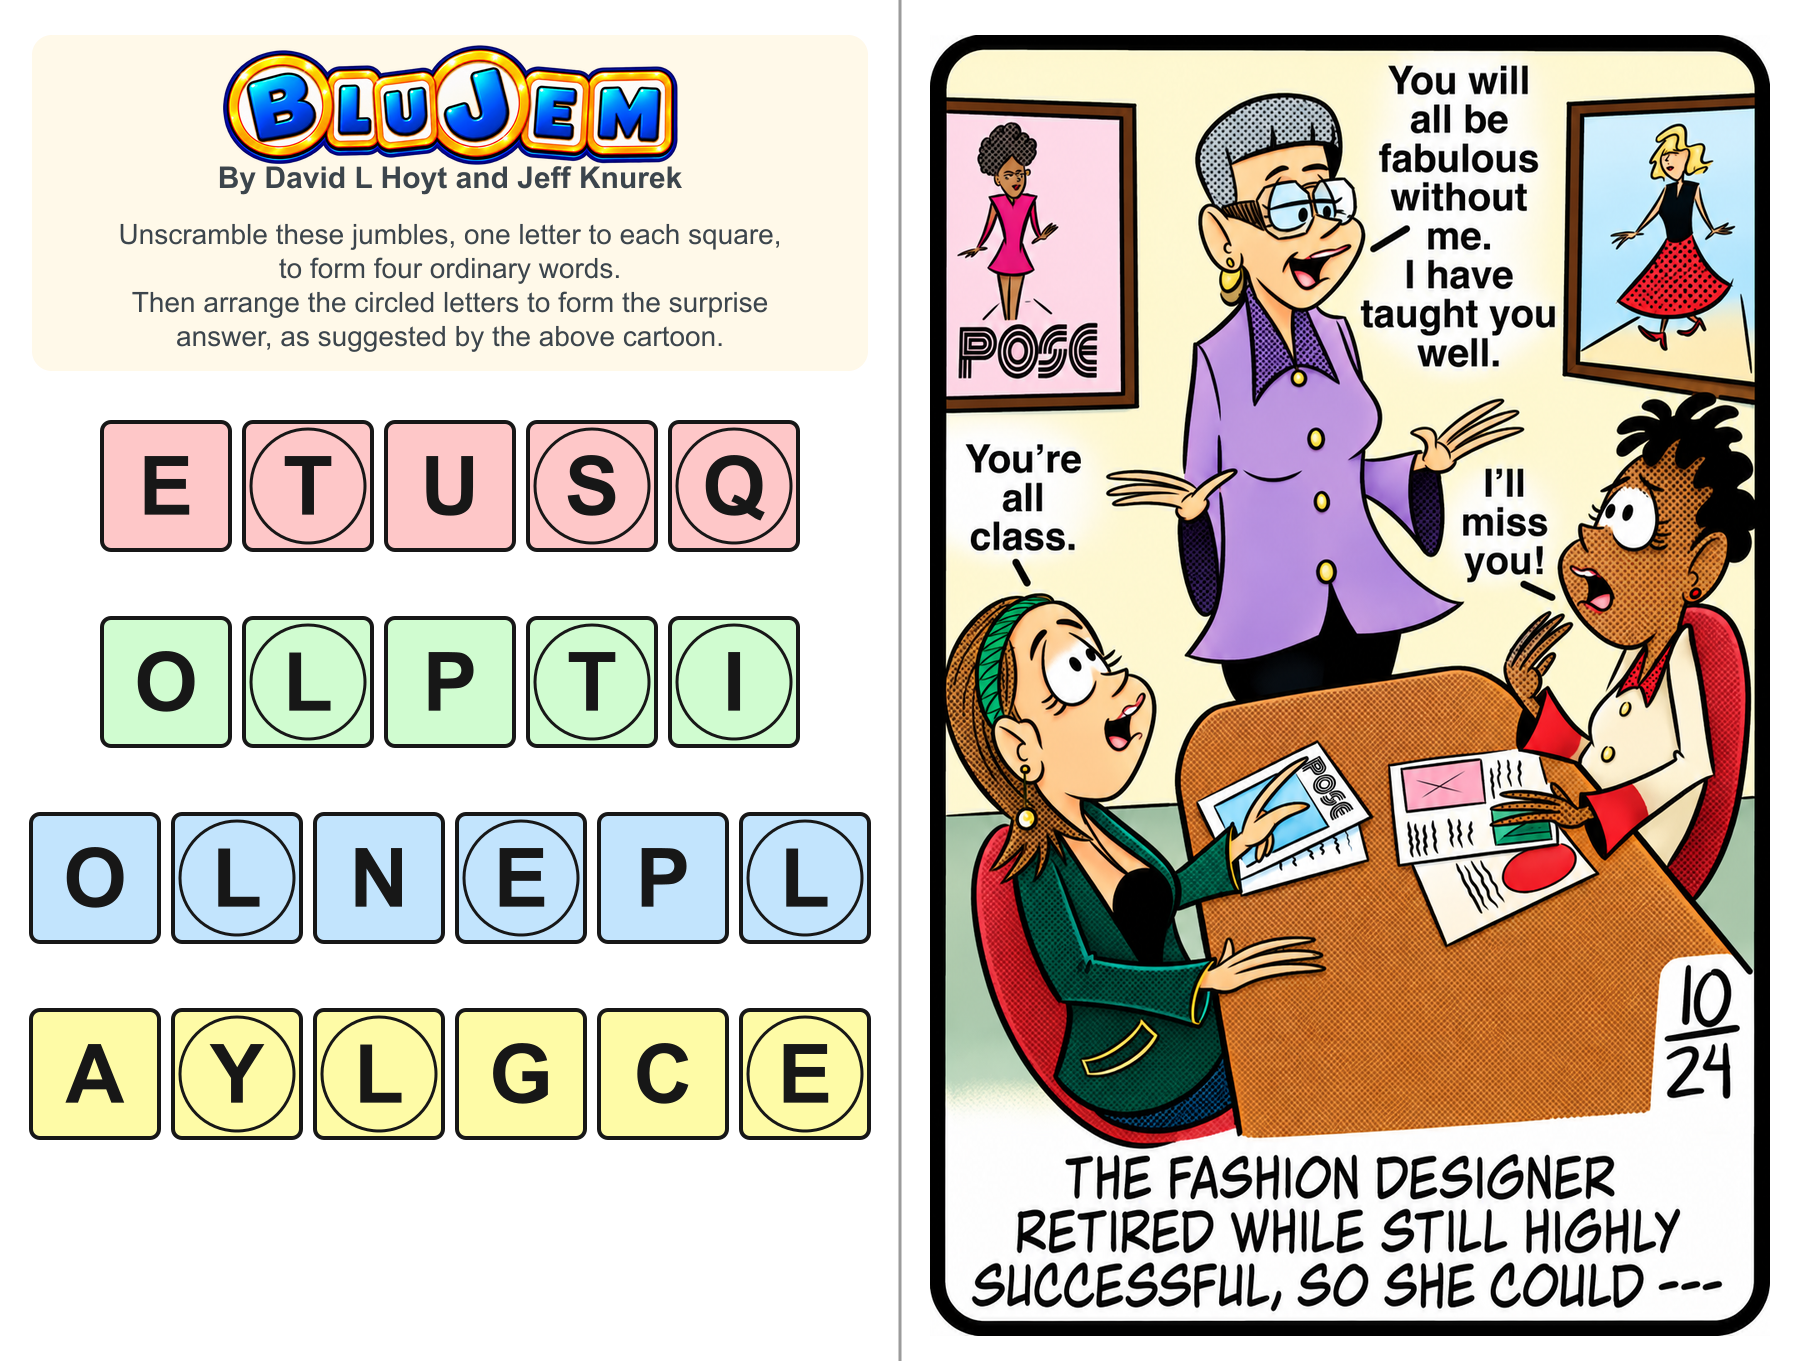 BLUJEM
By David L Hoyt and Jeff Knurek
Unscramble these jumbles, one letter to each square,
to form four ordinary words.
Then arrange the circled letters to form the surprise
answer, as suggested by the above cartoon.
E T U S Q
O L P T I
O L N E P L
A Y L G C E
You will
all be
fabulous
without
me.
I have
taught you
well.
POSE
You're
all
class.
I'll
miss
you!
POSE
10
24
THE FASHION DESIGNER
RETIRED WHILE STILL HIGHLY
SUCCESSFUL, SO SHE COULD ---